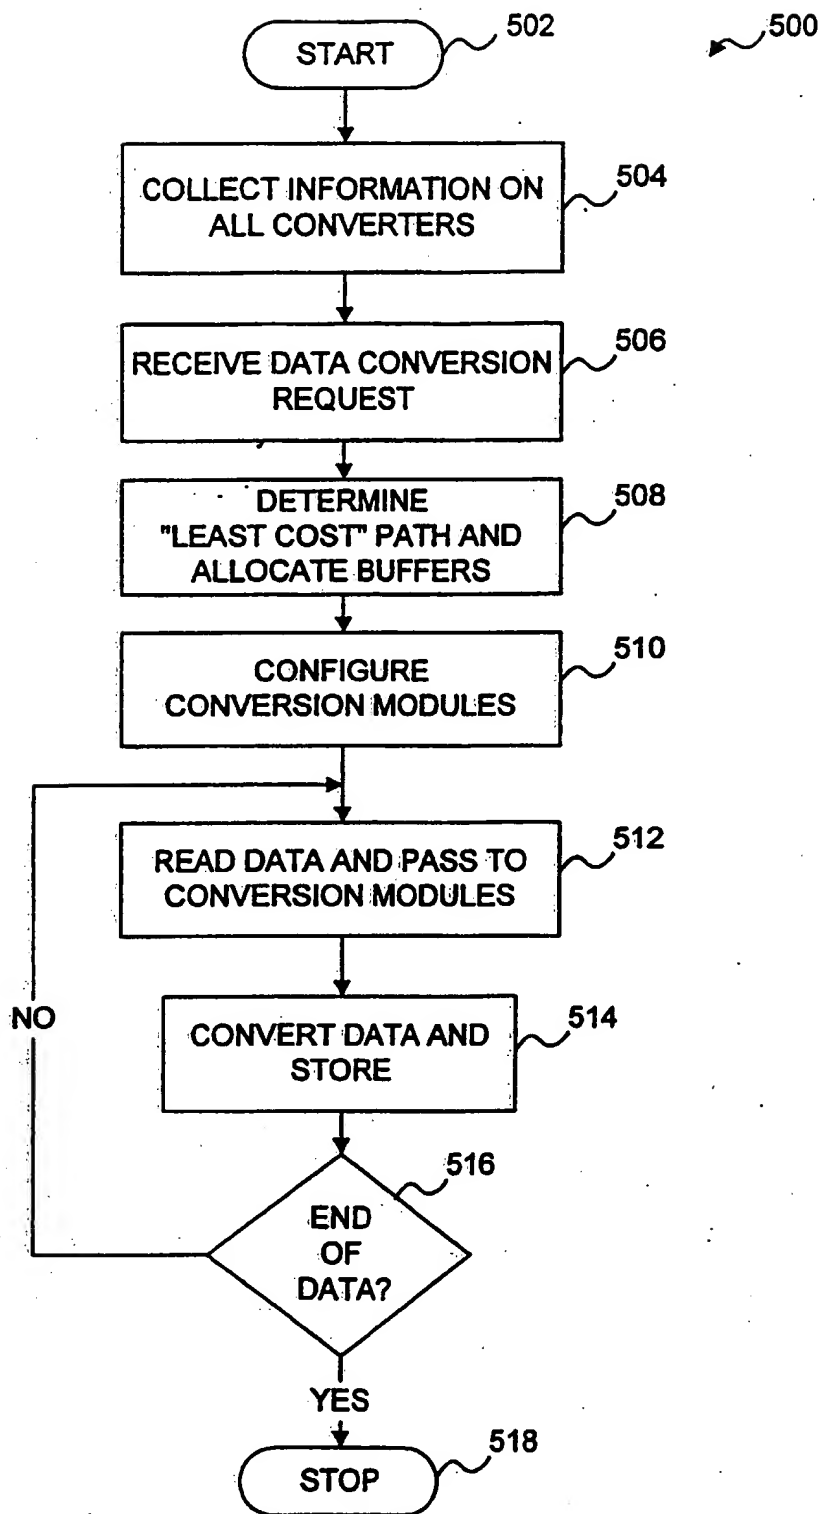 START
502
500
COLLECT INFORMATION ON
ALL CONVERTERS
504
RECEIVE DATA CONVERSION
REQUEST
506
DETERMINE
"LEAST COST" PATH AND
ALLOCATE BUFFERS
508
CONFIGURE
CONVERSION MODULES
510
READ DATA AND PASS TO
CONVERSION MODULES
512
NO
CONVERT DATA AND
STORE
514
516
END
OF
DATA?
YES
STOP
518